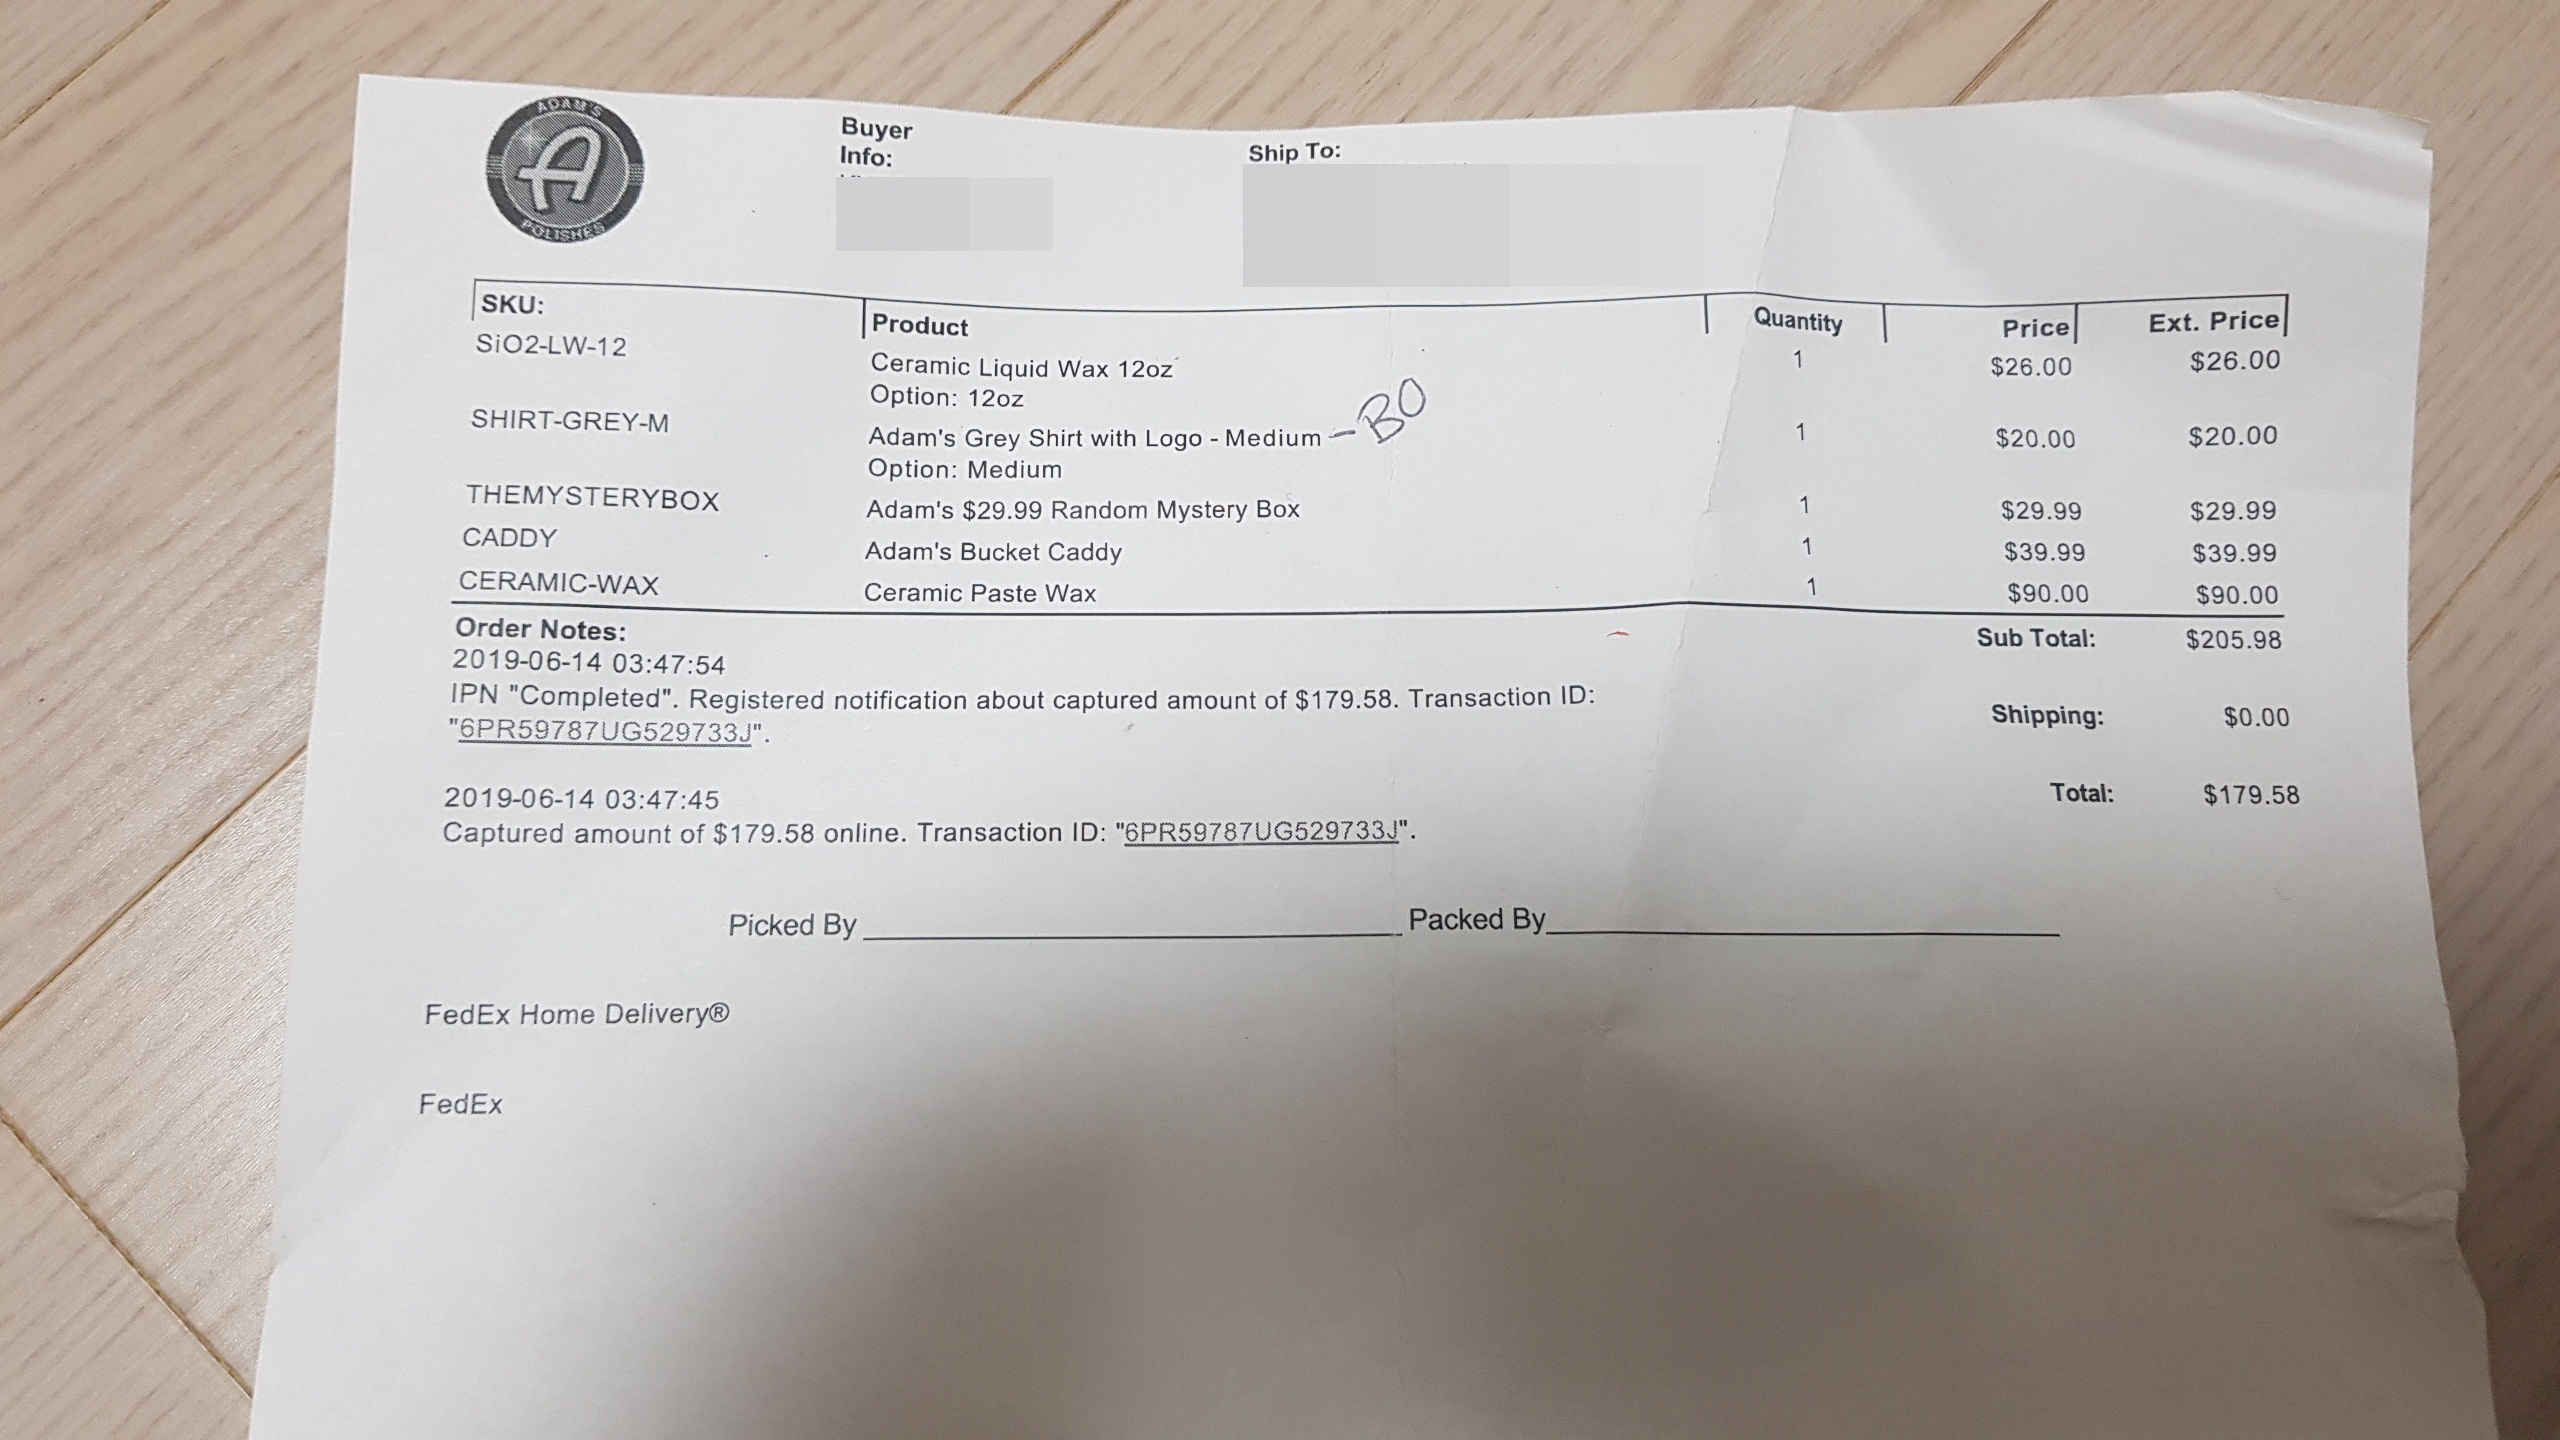 ADAM'S
A
POLISHES
Buyer
Info:
Ship To:
SKU: Product Quantity Price Ext. Price
SiO2-LW-12 Ceramic Liquid Wax 12oz 1 $26.00 $26.00
Option: 12oz
SHIRT-GREY-M Adam's Grey Shirt with Logo - Medium - BO 1 $20.00 $20.00
Option: Medium
THEMYSTERYBOX Adam's $29.99 Random Mystery Box 1 $29.99 $29.99
CADDY Adam's Bucket Caddy 1 $39.99 $39.99
CERAMIC-WAX Ceramic Paste Wax 1 $90.00 $90.00
Order Notes: Sub Total: $205.98
2019-06-14 03:47:54
IPN "Completed". Registered notification about captured amount of $179.58. Transaction ID:
"6PR59787UG529733J".
Shipping: $0.00
2019-06-14 03:47:45 Total: $179.58
Captured amount of $179.58 online. Transaction ID: "6PR59787UG529733J".
Picked By Packed By
FedEx Home Delivery®
FedEx